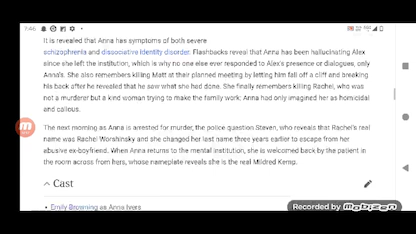 7:46
It is revealed that Anna has symptoms of both severe
schizophrenia and dissociative identity disorder. Flashbacks reveal that Anna has been hallucinating Alex
since she left the institution, which is why no one else ever responded to Alex's presence or dialogues, only
Anna's. She also remembers killing Matt at their planned meeting by letting him fall off a cliff and breaking
his back after he revealed that he saw what she had done. She finally remembers killing Rachel, who was
not a murderer but a kind woman trying to make the family work; Anna had only imagined her as homicidal
and callous.
The next morning as Anna is arrested for murder, the police question Steven, who reveals that Rachel's real
name was Rachel Worshinsky and she changed her last name three years earlier to escape from her
abusive ex-boyfriend. When Anna returns to the mental institution, she is welcomed back by the patient in
the room across from hers, whose nameplate reveals she is the real Mildred Kemp.
Cast
• Emily Browning as Anna Ivers
Recorded by Mobizen